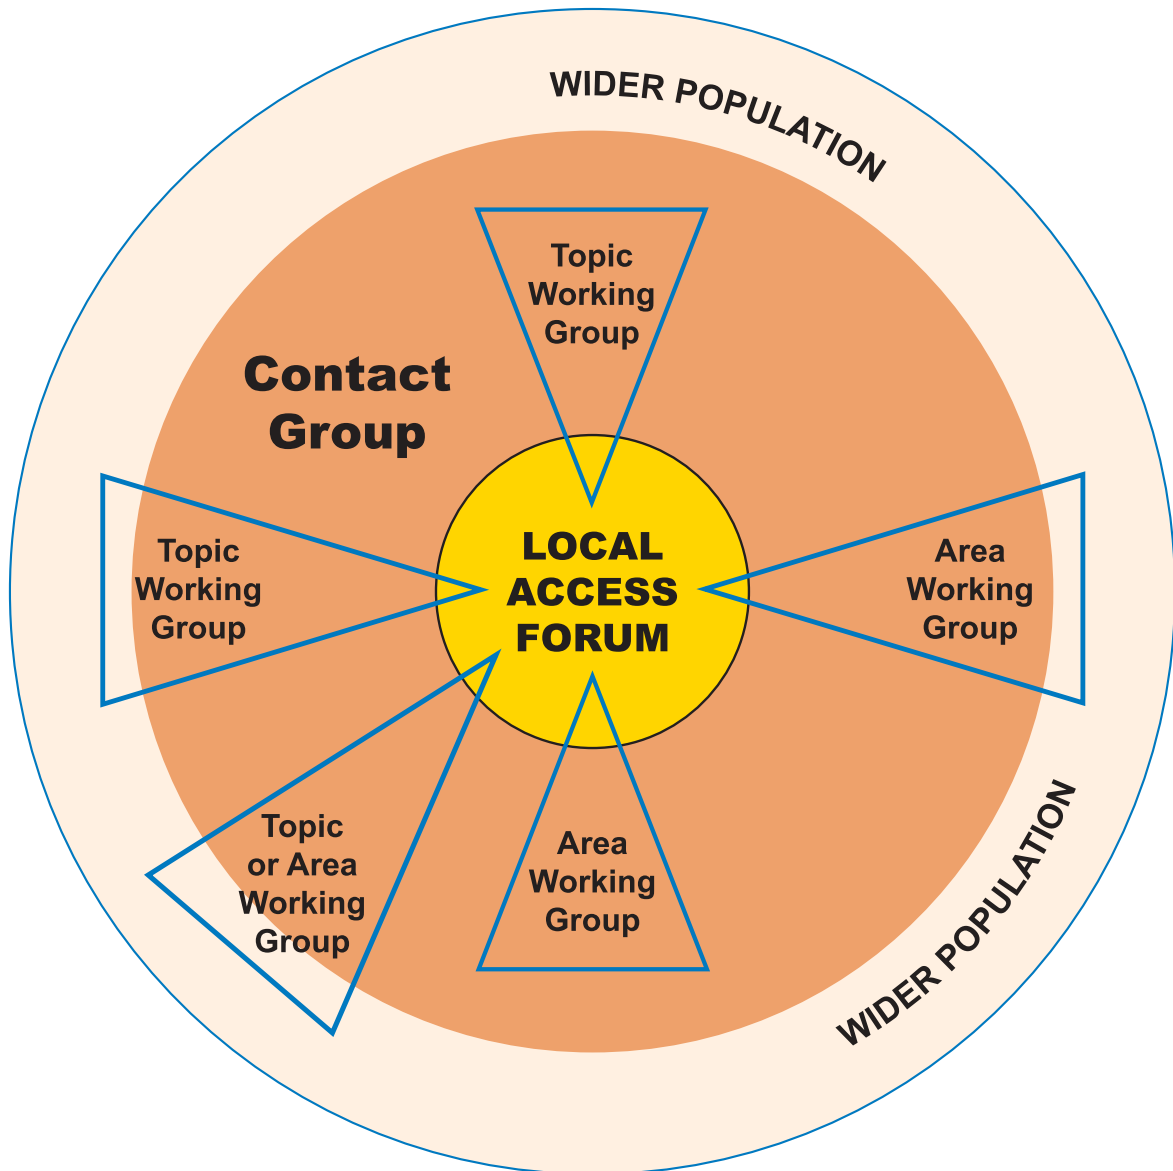 WIDER POPULATION
Topic
Working
Group
Contact
Group
Topic
Working
Group
LOCAL
ACCESS
FORUM
Area
Working
Group
Topic
or Area
Working
Group
Area
Working
Group
WIDER POPULATION